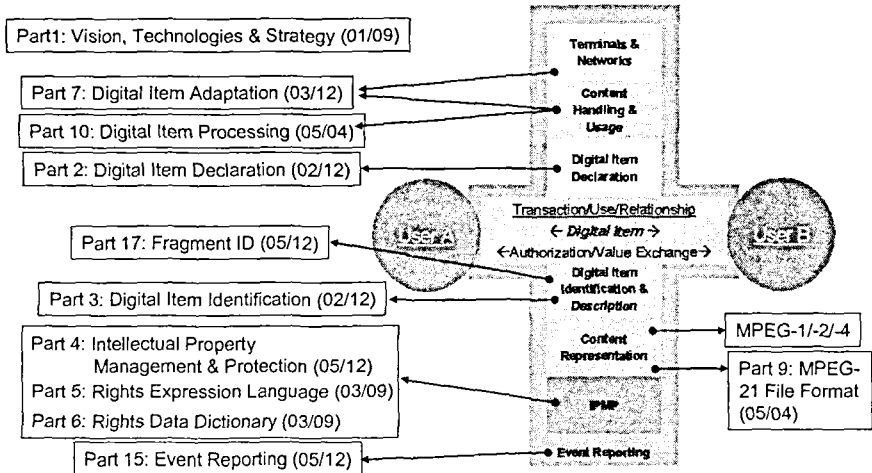 Part1: Vision, Technologies & Strategy (01/09)
Terminals &
Networks
Part 7: Digital Item Adaptation (03/12)
Content
Handling &
Usage
Part 10: Digital Item Processing (05/04)
Part 2: Digital Item Declaration (02/12)
Digital Item
Declaration
User A
Transaction/Use/Relationship
← Digital Item →
←Authorization/Value Exchange→
User B
Part 17: Fragment ID (05/12)
Digital Item
Identification &
Description
Part 3: Digital Item Identification (02/12)
Part 4: Intellectual Property
Management & Protection (05/12)
Part 5: Rights Expression Language (03/09)
Part 6: Rights Data Dictionary (03/09)
Content
Representation
MPEG-1/-2/-4
Part 9: MPEG-
21 File Format
(05/04)
IPMP
Part 15: Event Reporting (05/12)
Event Reporting